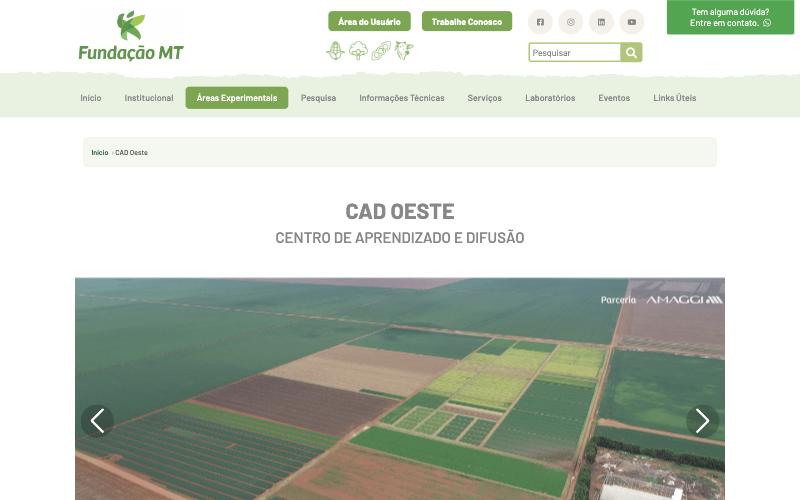 Tem alguma dúvida?
Entre em contato.
Área do Usuário
Trabalhe Conosco
Fundação MT
Pesquisar
Início
Institucional
Áreas Experimentais
Pesquisa
Informações Técnicas
Serviços
Laboratórios
Eventos
Links Úteis
Início › CAD Oeste
CAD OESTE
CENTRO DE APRENDIZADO E DIFUSÃO
Parceria AMAGGI